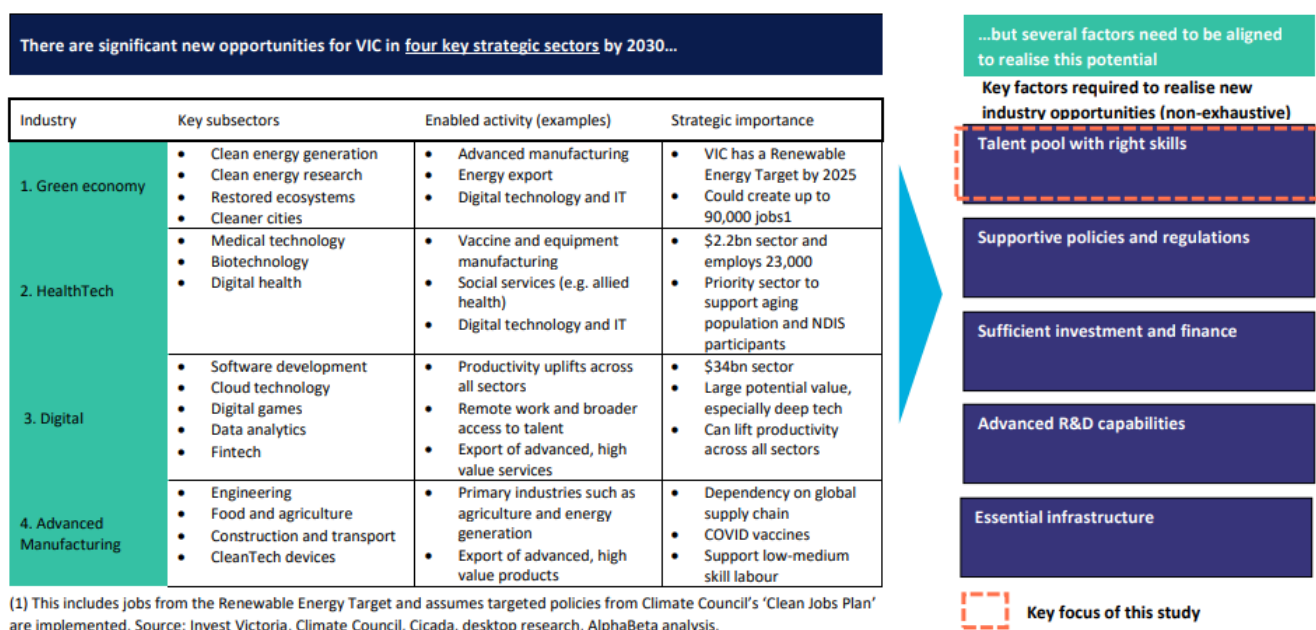 There are significant new opportunities for VIC in four key strategic sectors by 2030...
Industry
Key subsectors
Enabled activity (examples)
Strategic importance
1. Green economy
• Clean energy generation
• Clean energy research
• Restored ecosystems
• Cleaner cities
• Advanced manufacturing
• Energy export
• Digital technology and IT
• VIC has a Renewable
Energy Target by 2025
• Could create up to
90,000 jobs1
2. HealthTech
• Medical technology
• Biotechnology
• Digital health
• Vaccine and equipment
manufacturing
• Social services (e.g. allied
health)
• Digital technology and IT
• $2.2bn sector and
employs 23,000
• Priority sector to
support aging
population and NDIS
participants
3. Digital
• Software development
• Cloud technology
• Digital games
• Data analytics
• Fintech
• Productivity uplifts across
all sectors
• Remote work and broader
access to talent
• Export of advanced, high
value services
• $34bn sector
• Large potential value,
especially deep tech
• Can lift productivity
across all sectors
4. Advanced
Manufacturing
• Engineering
• Food and agriculture
• Construction and transport
• CleanTech devices
• Primary industries such as
agriculture and energy
generation
• Export of advanced, high
value products
• Dependency on global
supply chain
• COVID vaccines
• Support low-medium
skill labour
(1) This includes jobs from the Renewable Energy Target and assumes targeted policies from Climate Council's 'Clean Jobs Plan'
are implemented. Source: Invest Victoria, Climate Council, Cicada, desktop research, AlphaBeta analysis.
...but several factors need to be aligned
to realise this potential
Key factors required to realise new
industry opportunities (non-exhaustive)
Talent pool with right skills
Supportive policies and regulations
Sufficient investment and finance
Advanced R&D capabilities
Essential infrastructure
Key focus of this study